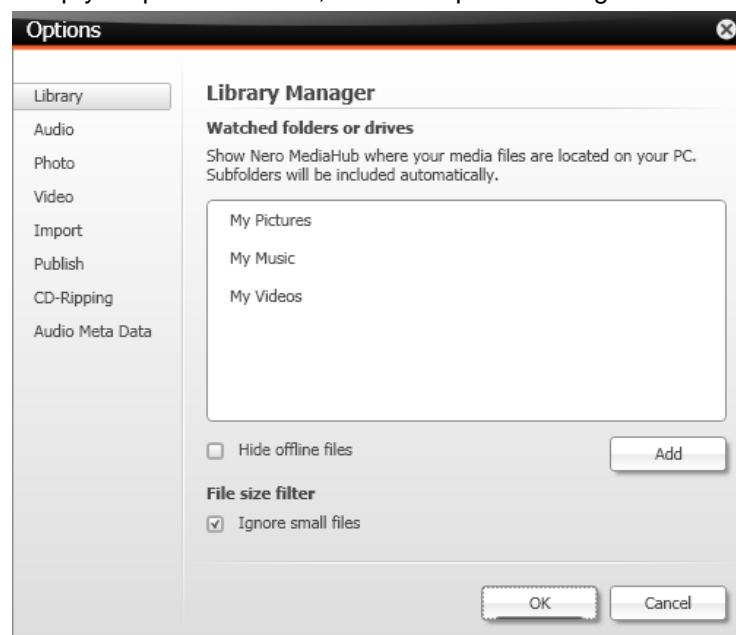 Options
Library
Audio
Photo
Video
Import
Publish
CD-Ripping
Audio Meta Data
Library Manager
Watched folders or drives
Show Nero MediaHub where your media files are located on your PC.
Subfolders will be included automatically.
My Pictures
My Music
My Videos
Hide offline files
Add
File size filter
Ignore small files
OK
Cancel